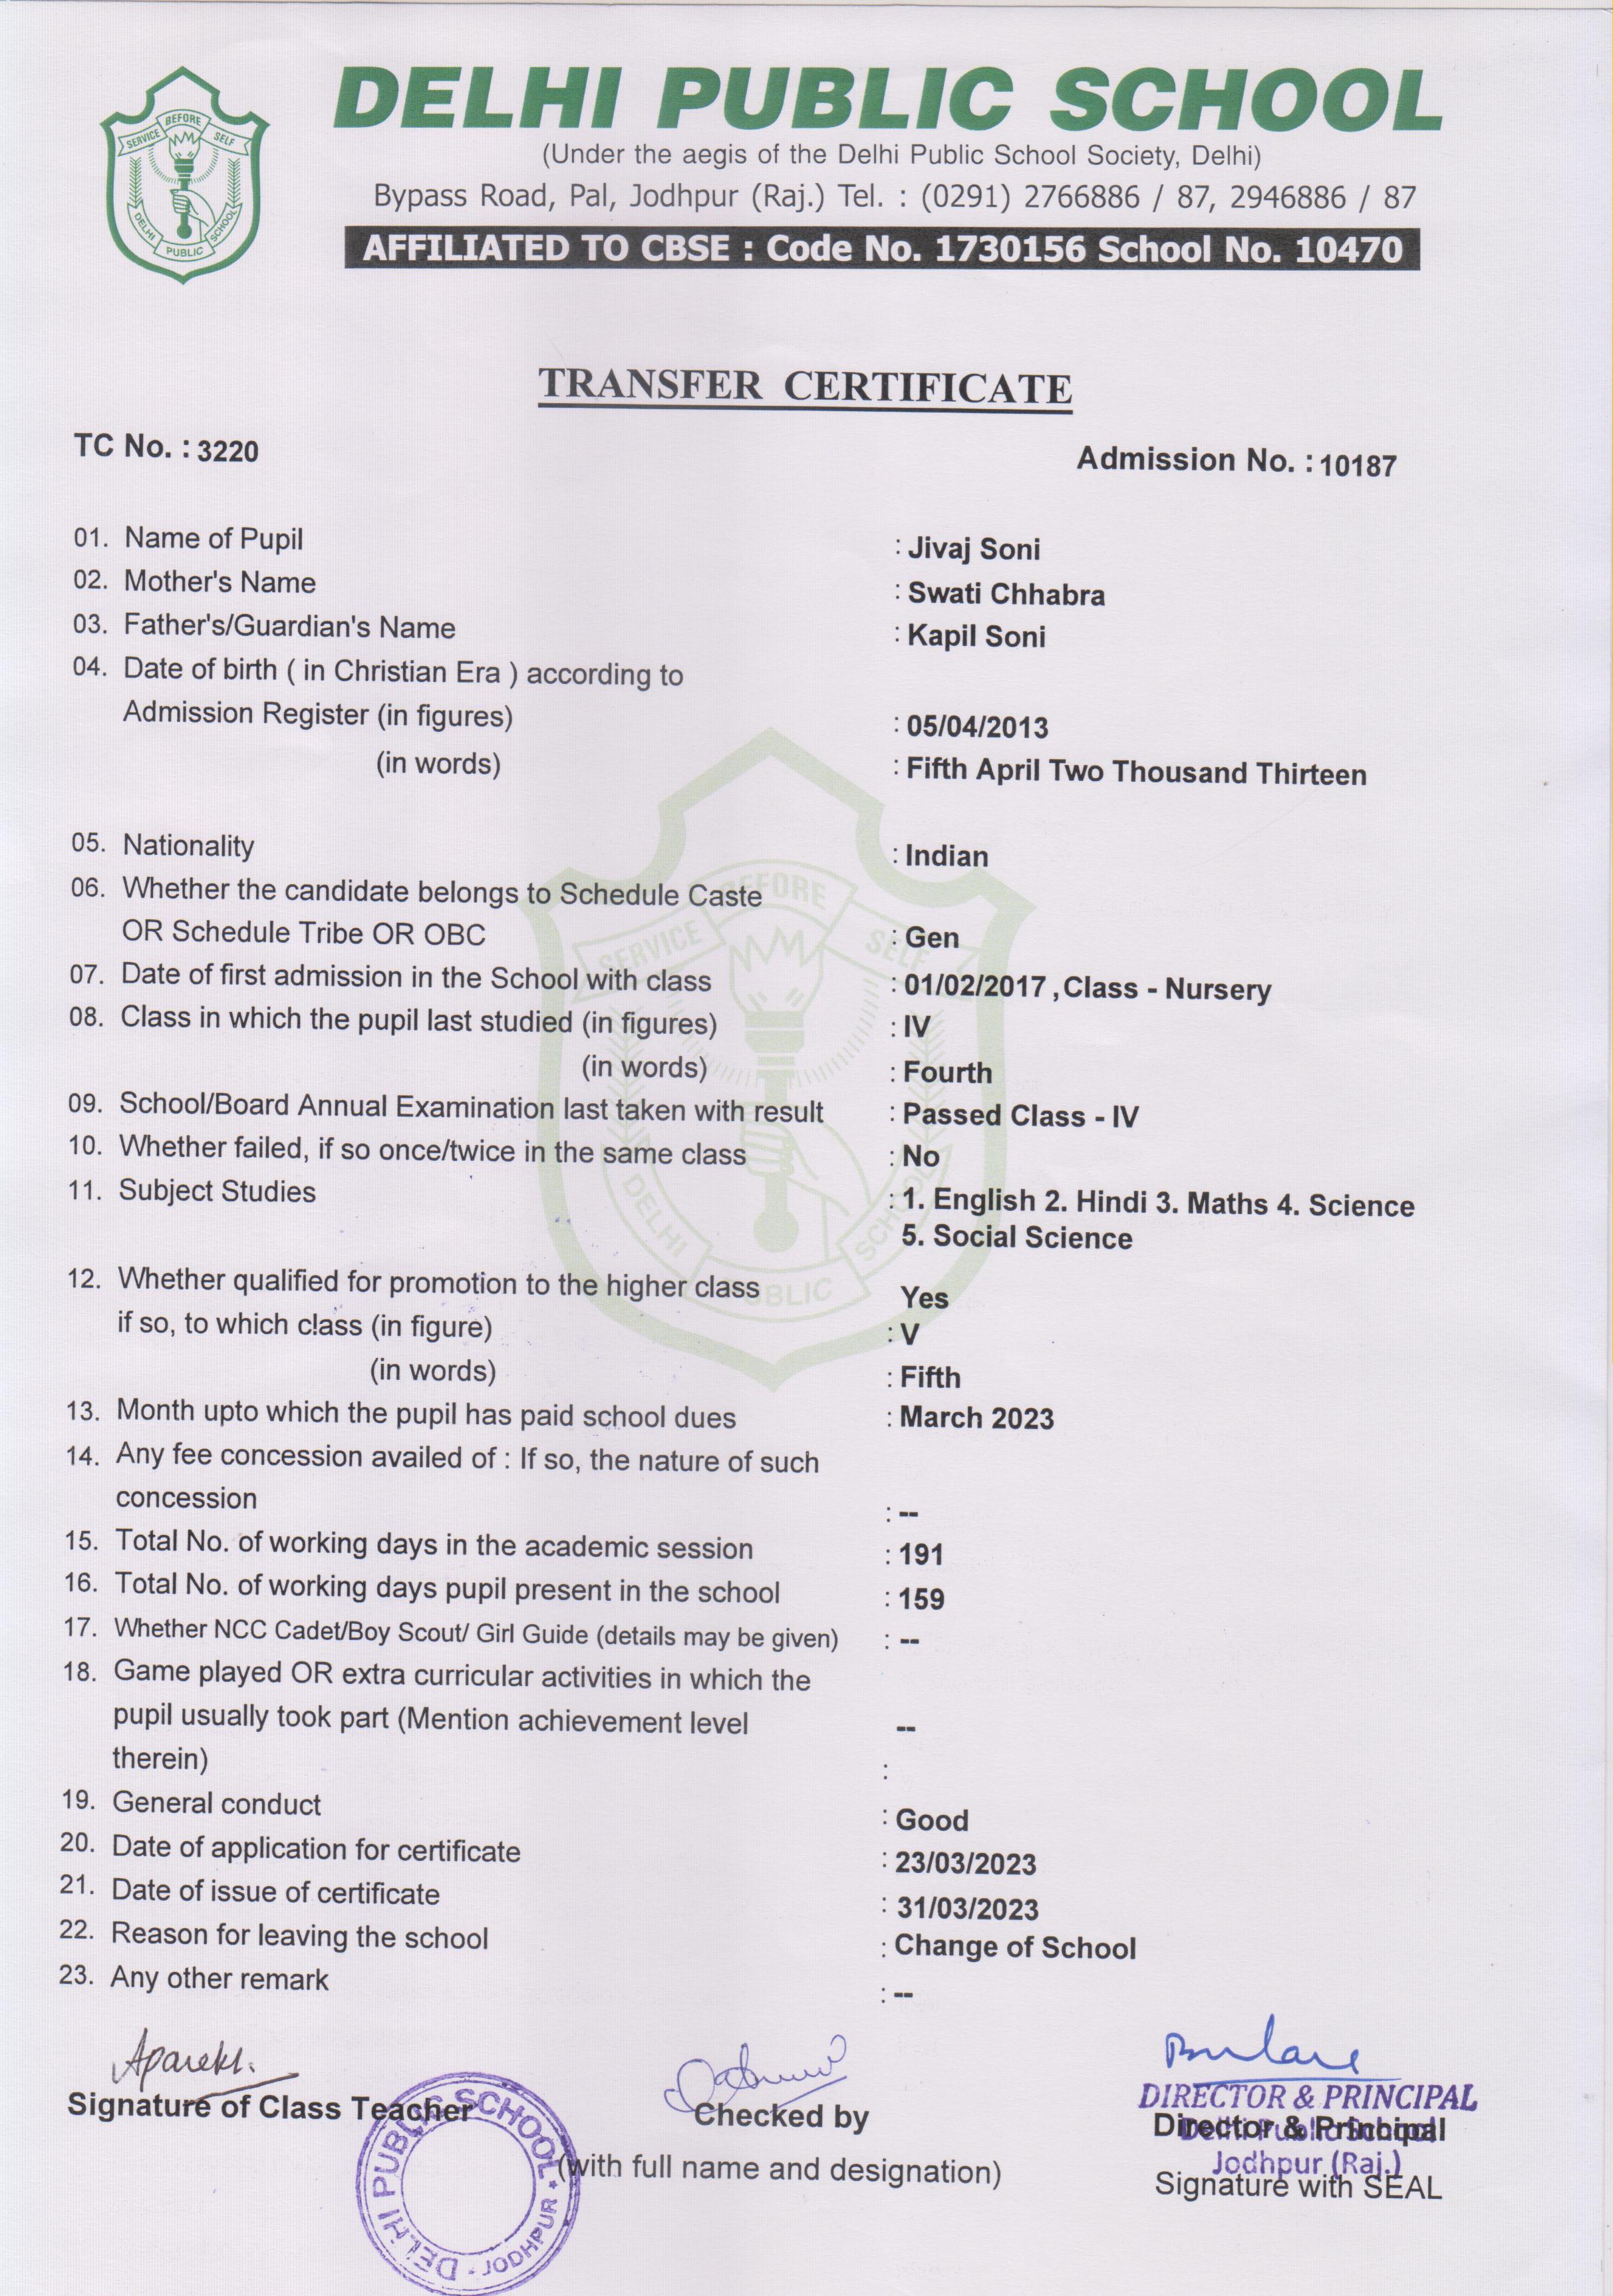 SERVICE BEFORE SELF
DELHI PUBLIC SCHOOL
DELHI PUBLIC SCHOOL
(Under the aegis of the Delhi Public School Society, Delhi)
Bypass Road, Pal, Jodhpur (Raj.) Tel. : (0291) 2766886 / 87, 2946886 / 87
AFFILIATED TO CBSE : Code No. 1730156 School No. 10470
TRANSFER CERTIFICATE
TC No. : 3220 Admission No. : 10187
01. Name of Pupil : Jivaj Soni
02. Mother's Name : Swati Chhabra
03. Father's/Guardian's Name : Kapil Soni
04. Date of birth ( in Christian Era ) according to
Admission Register (in figures) : 05/04/2013
(in words) : Fifth April Two Thousand Thirteen
05. Nationality : Indian
06. Whether the candidate belongs to Schedule Caste
OR Schedule Tribe OR OBC : Gen
07. Date of first admission in the School with class : 01/02/2017 , Class - Nursery
08. Class in which the pupil last studied (in figures) : IV
(in words) : Fourth
09. School/Board Annual Examination last taken with result : Passed Class - IV
10. Whether failed, if so once/twice in the same class : No
11. Subject Studies : 1. English 2. Hindi 3. Maths 4. Science
5. Social Science
12. Whether qualified for promotion to the higher class Yes
if so, to which class (in figure) : V
(in words) : Fifth
13. Month upto which the pupil has paid school dues : March 2023
14. Any fee concession availed of : If so, the nature of such
concession : --
15. Total No. of working days in the academic session : 191
16. Total No. of working days pupil present in the school : 159
17. Whether NCC Cadet/Boy Scout/ Girl Guide (details may be given) : --
18. Game played OR extra curricular activities in which the
pupil usually took part (Mention achievement level --
therein) :
19. General conduct : Good
20. Date of application for certificate : 23/03/2023
21. Date of issue of certificate : 31/03/2023
22. Reason for leaving the school : Change of School
23. Any other remark : --
SERVICE BEFORE SELF
DELHI PUBLIC SCHOOL
Signature of Class Teacher
DELHI PUBLIC SCHOOL
JODHPUR
Checked by
(with full name and designation)
DIRECTOR & PRINCIPAL
Director & Principal
Delhi Public School
Jodhpur (Raj.)
Signature with SEAL